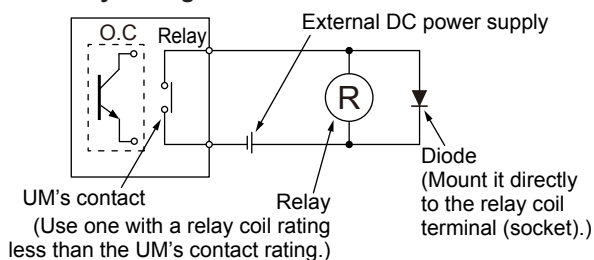 External DC power supply
O.C
Relay
R
UM's contact
(Use one with a relay coil rating
less than the UM's contact rating.)
Relay
Diode
(Mount it directly
to the relay coil
terminal (socket).)